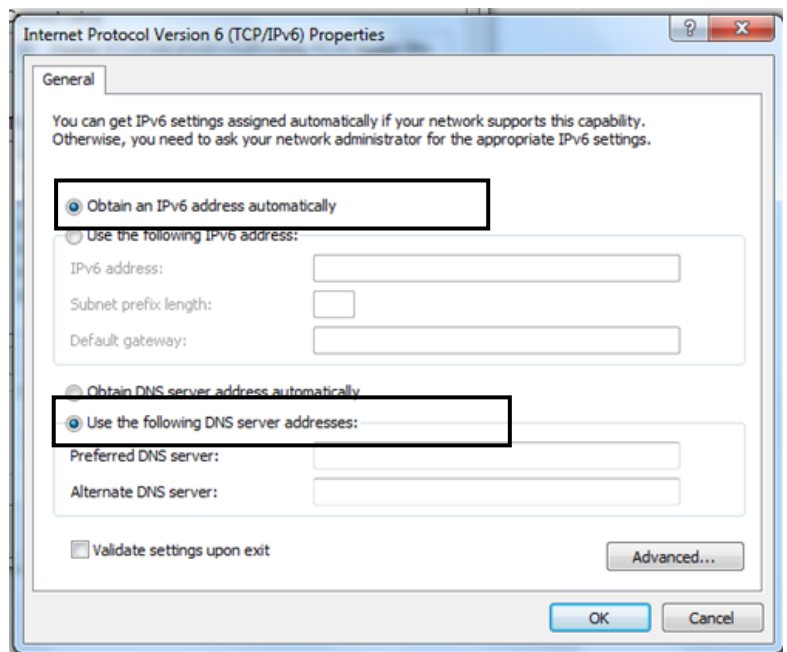 Internet Protocol Version 6 (TCP/IPv6) Properties
General
You can get IPv6 settings assigned automatically if your network supports this capability.
Otherwise, you need to ask your network administrator for the appropriate IPv6 settings.
Obtain an IPv6 address automatically
Use the following IPv6 address:
IPv6 address:
Subnet prefix length:
Default gateway:
Obtain DNS server address automatically
Use the following DNS server addresses:
Preferred DNS server:
Alternate DNS server:
Validate settings upon exit
Advanced...
OK Cancel